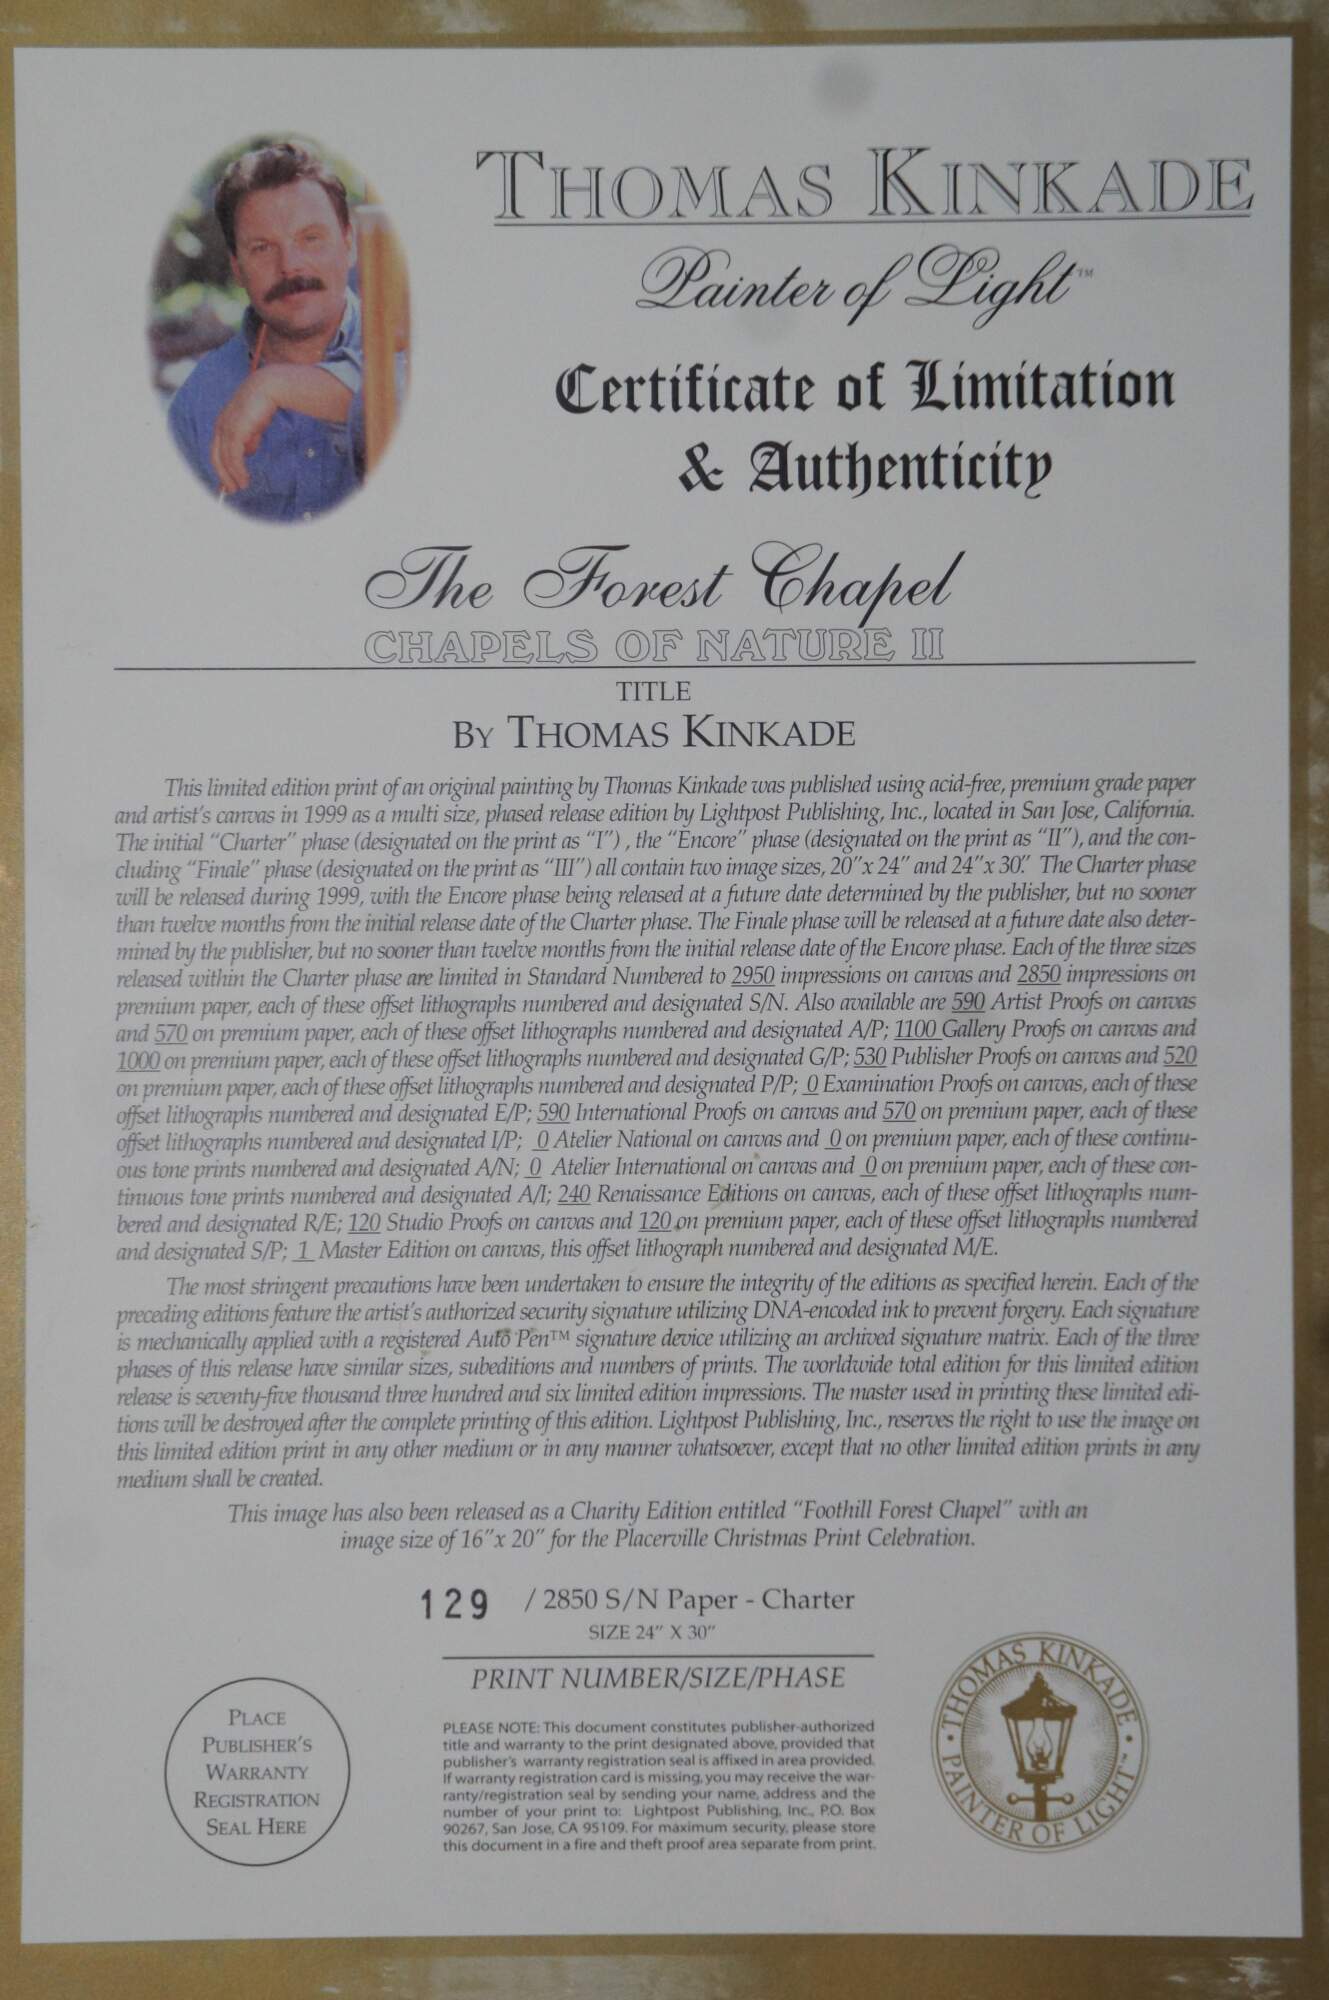 THOMAS KINKADE
Painter of Light™
Certificate of Limitation
& Authenticity
The Forest Chapel
CHAPELS OF NATURE II
TITLE
BY THOMAS KINKADE
This limited edition print of an original painting by Thomas Kinkade was published using acid-free, premium grade paper
and artist's canvas in 1999 as a multi size, phased release edition by Lightpost Publishing, Inc., located in San Jose, California.
The initial "Charter" phase (designated on the print as "I") , the "Encore" phase (designated on the print as "II"), and the con-
cluding "Finale" phase (designated on the print as "III") all contain two image sizes, 20"x 24" and 24"x 30". The Charter phase
will be released during 1999, with the Encore phase being released at a future date determined by the publisher, but no sooner
than twelve months from the initial release date of the Charter phase. The Finale phase will be released at a future date also deter-
mined by the publisher, but no sooner than twelve months from the initial release date of the Encore phase. Each of the three sizes
released within the Charter phase are limited in Standard Numbered to 2950 impressions on canvas and 2850 impressions on
premium paper, each of these offset lithographs numbered and designated S/N. Also available are 590 Artist Proofs on canvas
and 570 on premium paper, each of these offset lithographs numbered and designated A/P; 1100 Gallery Proofs on canvas and
1000 on premium paper, each of these offset lithographs numbered and designated G/P; 530 Publisher Proofs on canvas and 520
on premium paper, each of these offset lithographs numbered and designated P/P; 0 Examination Proofs on canvas, each of these
offset lithographs numbered and designated E/P; 590 International Proofs on canvas and 570 on premium paper, each of these
offset lithographs numbered and designated I/P; 0 Atelier National on canvas and 0 on premium paper, each of these continu-
ous tone prints numbered and designated A/N; 0 Atelier International on canvas and 0 on premium paper, each of these con-
tinuous tone prints numbered and designated A/I; 240 Renaissance Editions on canvas, each of these offset lithographs num-
bered and designated R/E; 120 Studio Proofs on canvas and 120 on premium paper, each of these offset lithographs numbered
and designated S/P; 1 Master Edition on canvas, this offset lithograph numbered and designated M/E.
The most stringent precautions have been undertaken to ensure the integrity of the editions as specified herein. Each of the
preceding editions feature the artist's authorized security signature utilizing DNA-encoded ink to prevent forgery. Each signature
is mechanically applied with a registered Auto Pen™ signature device utilizing an archived signature matrix. Each of the three
phases of this release have similar sizes, subeditions and numbers of prints. The worldwide total edition for this limited edition
release is seventy-five thousand three hundred and six limited edition impressions. The master used in printing these limited edi-
tions will be destroyed after the complete printing of this edition. Lightpost Publishing, Inc., reserves the right to use the image on
this limited edition print in any other medium or in any manner whatsoever, except that no other limited edition prints in any
medium shall be created.
This image has also been released as a Charity Edition entitled "Foothill Forest Chapel" with an
image size of 16"x 20" for the Placerville Christmas Print Celebration.
129 / 2850 S/N Paper - Charter
SIZE 24" X 30"
PRINT NUMBER/SIZE/PHASE
PLACE
PUBLISHER'S
WARRANTY
REGISTRATION
SEAL HERE
PLEASE NOTE: This document constitutes publisher-authorized
title and warranty to the print designated above, provided that
publisher's warranty registration seal is affixed in area provided.
If warranty registration card is missing, you may receive the war-
ranty/registration seal by sending your name, address and the
number of your print to: Lightpost Publishing, Inc., P.O. Box
90267, San Jose, CA 95109. For maximum security, please store
this document in a fire and theft proof area separate from print.
THOMAS KINKADE
PAINTER OF LIGHT™